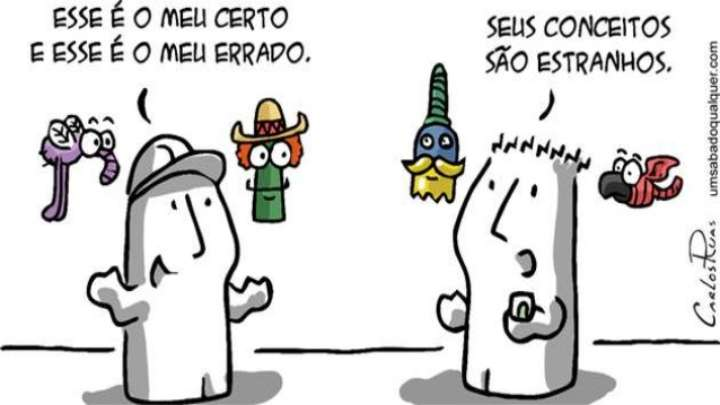 ESSE É O MEU CERTO
E ESSE É O MEU ERRADO.
SEUS CONCEITOS
SÃO ESTRANHOS.
CARLOS RUAS
umsabadoqualquer.com